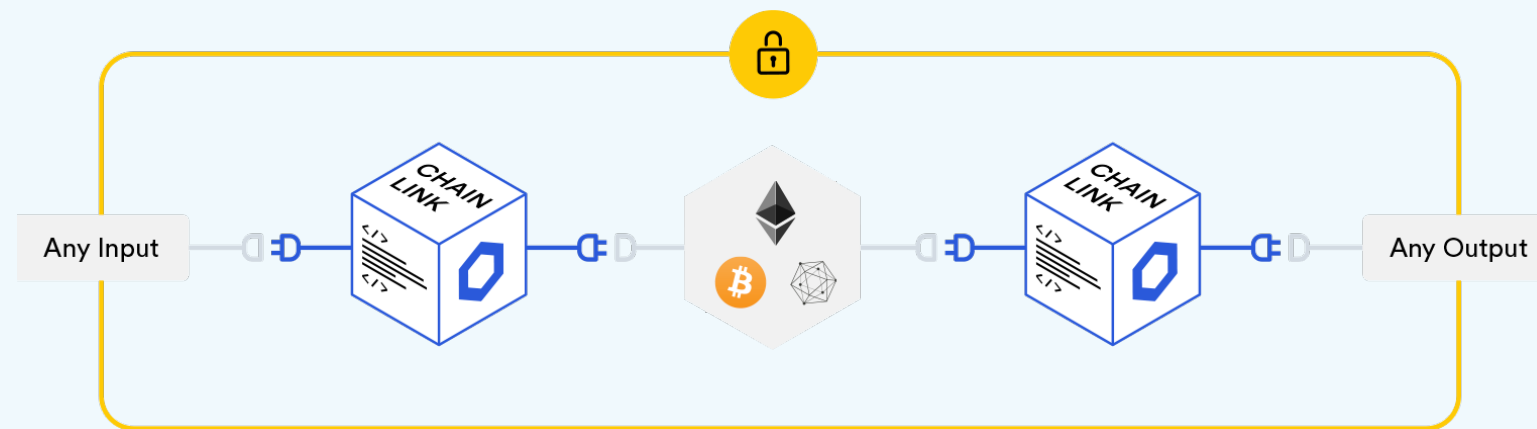 Any Input
CHAIN
LINK
<I>
<I>
CHAIN
LINK
<I>
<I>
Any Output